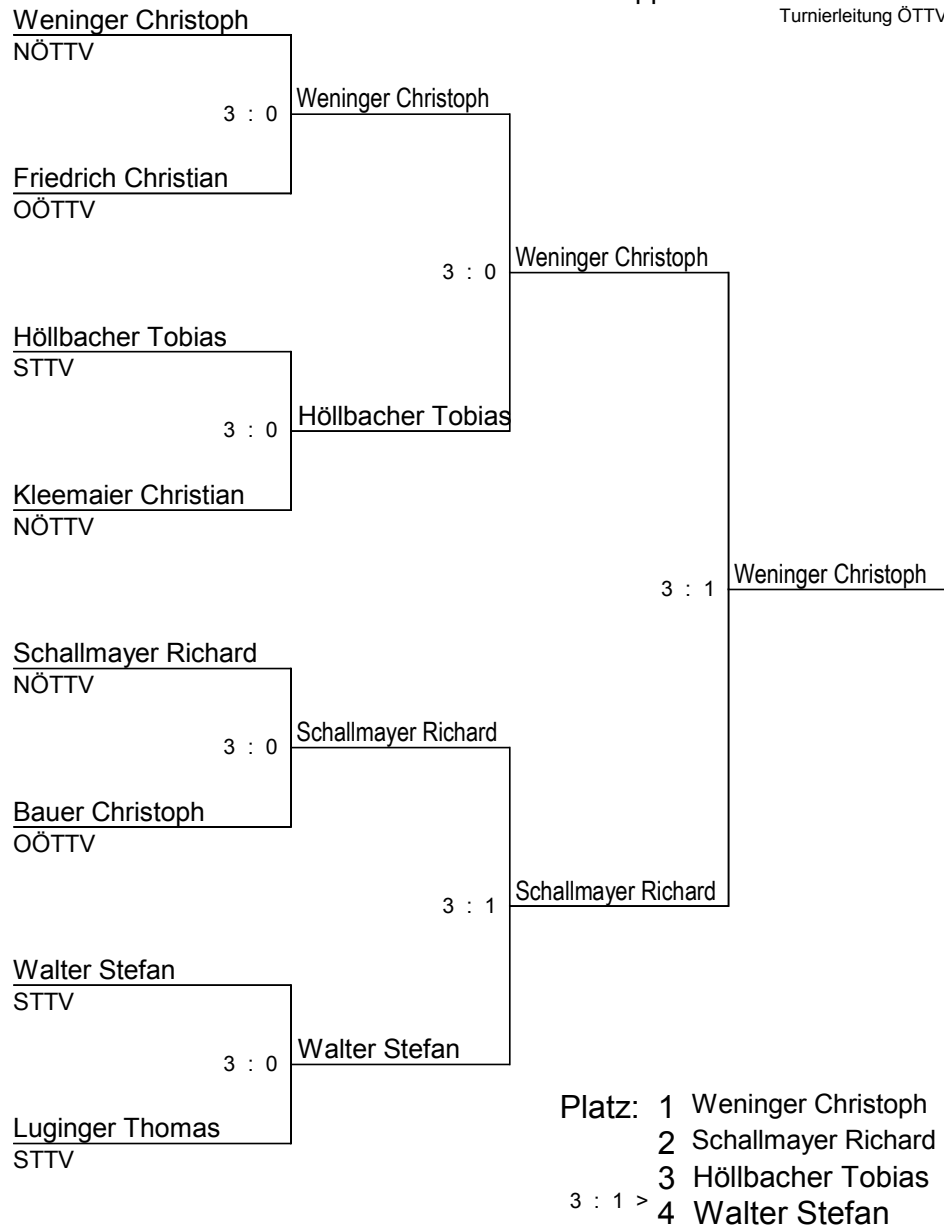 Weninger Christoph
Turnierleitung ÖTTV
NÖTTV
3 : 0
Weninger Christoph
Friedrich Christian
OÖTTV
3 : 0
Weninger Christoph
Höllbacher Tobias
STTV
3 : 0
Höllbacher Tobias
Kleemaier Christian
NÖTTV
3 : 1
Weninger Christoph
Schallmayer Richard
NÖTTV
3 : 0
Schallmayer Richard
Bauer Christoph
OÖTTV
3 : 1
Schallmayer Richard
Walter Stefan
STTV
3 : 0
Walter Stefan
Luginger Thomas
STTV
Platz: 1 Weninger Christoph
2 Schallmayer Richard
3 Höllbacher Tobias
3 : 1 >
4 Walter Stefan